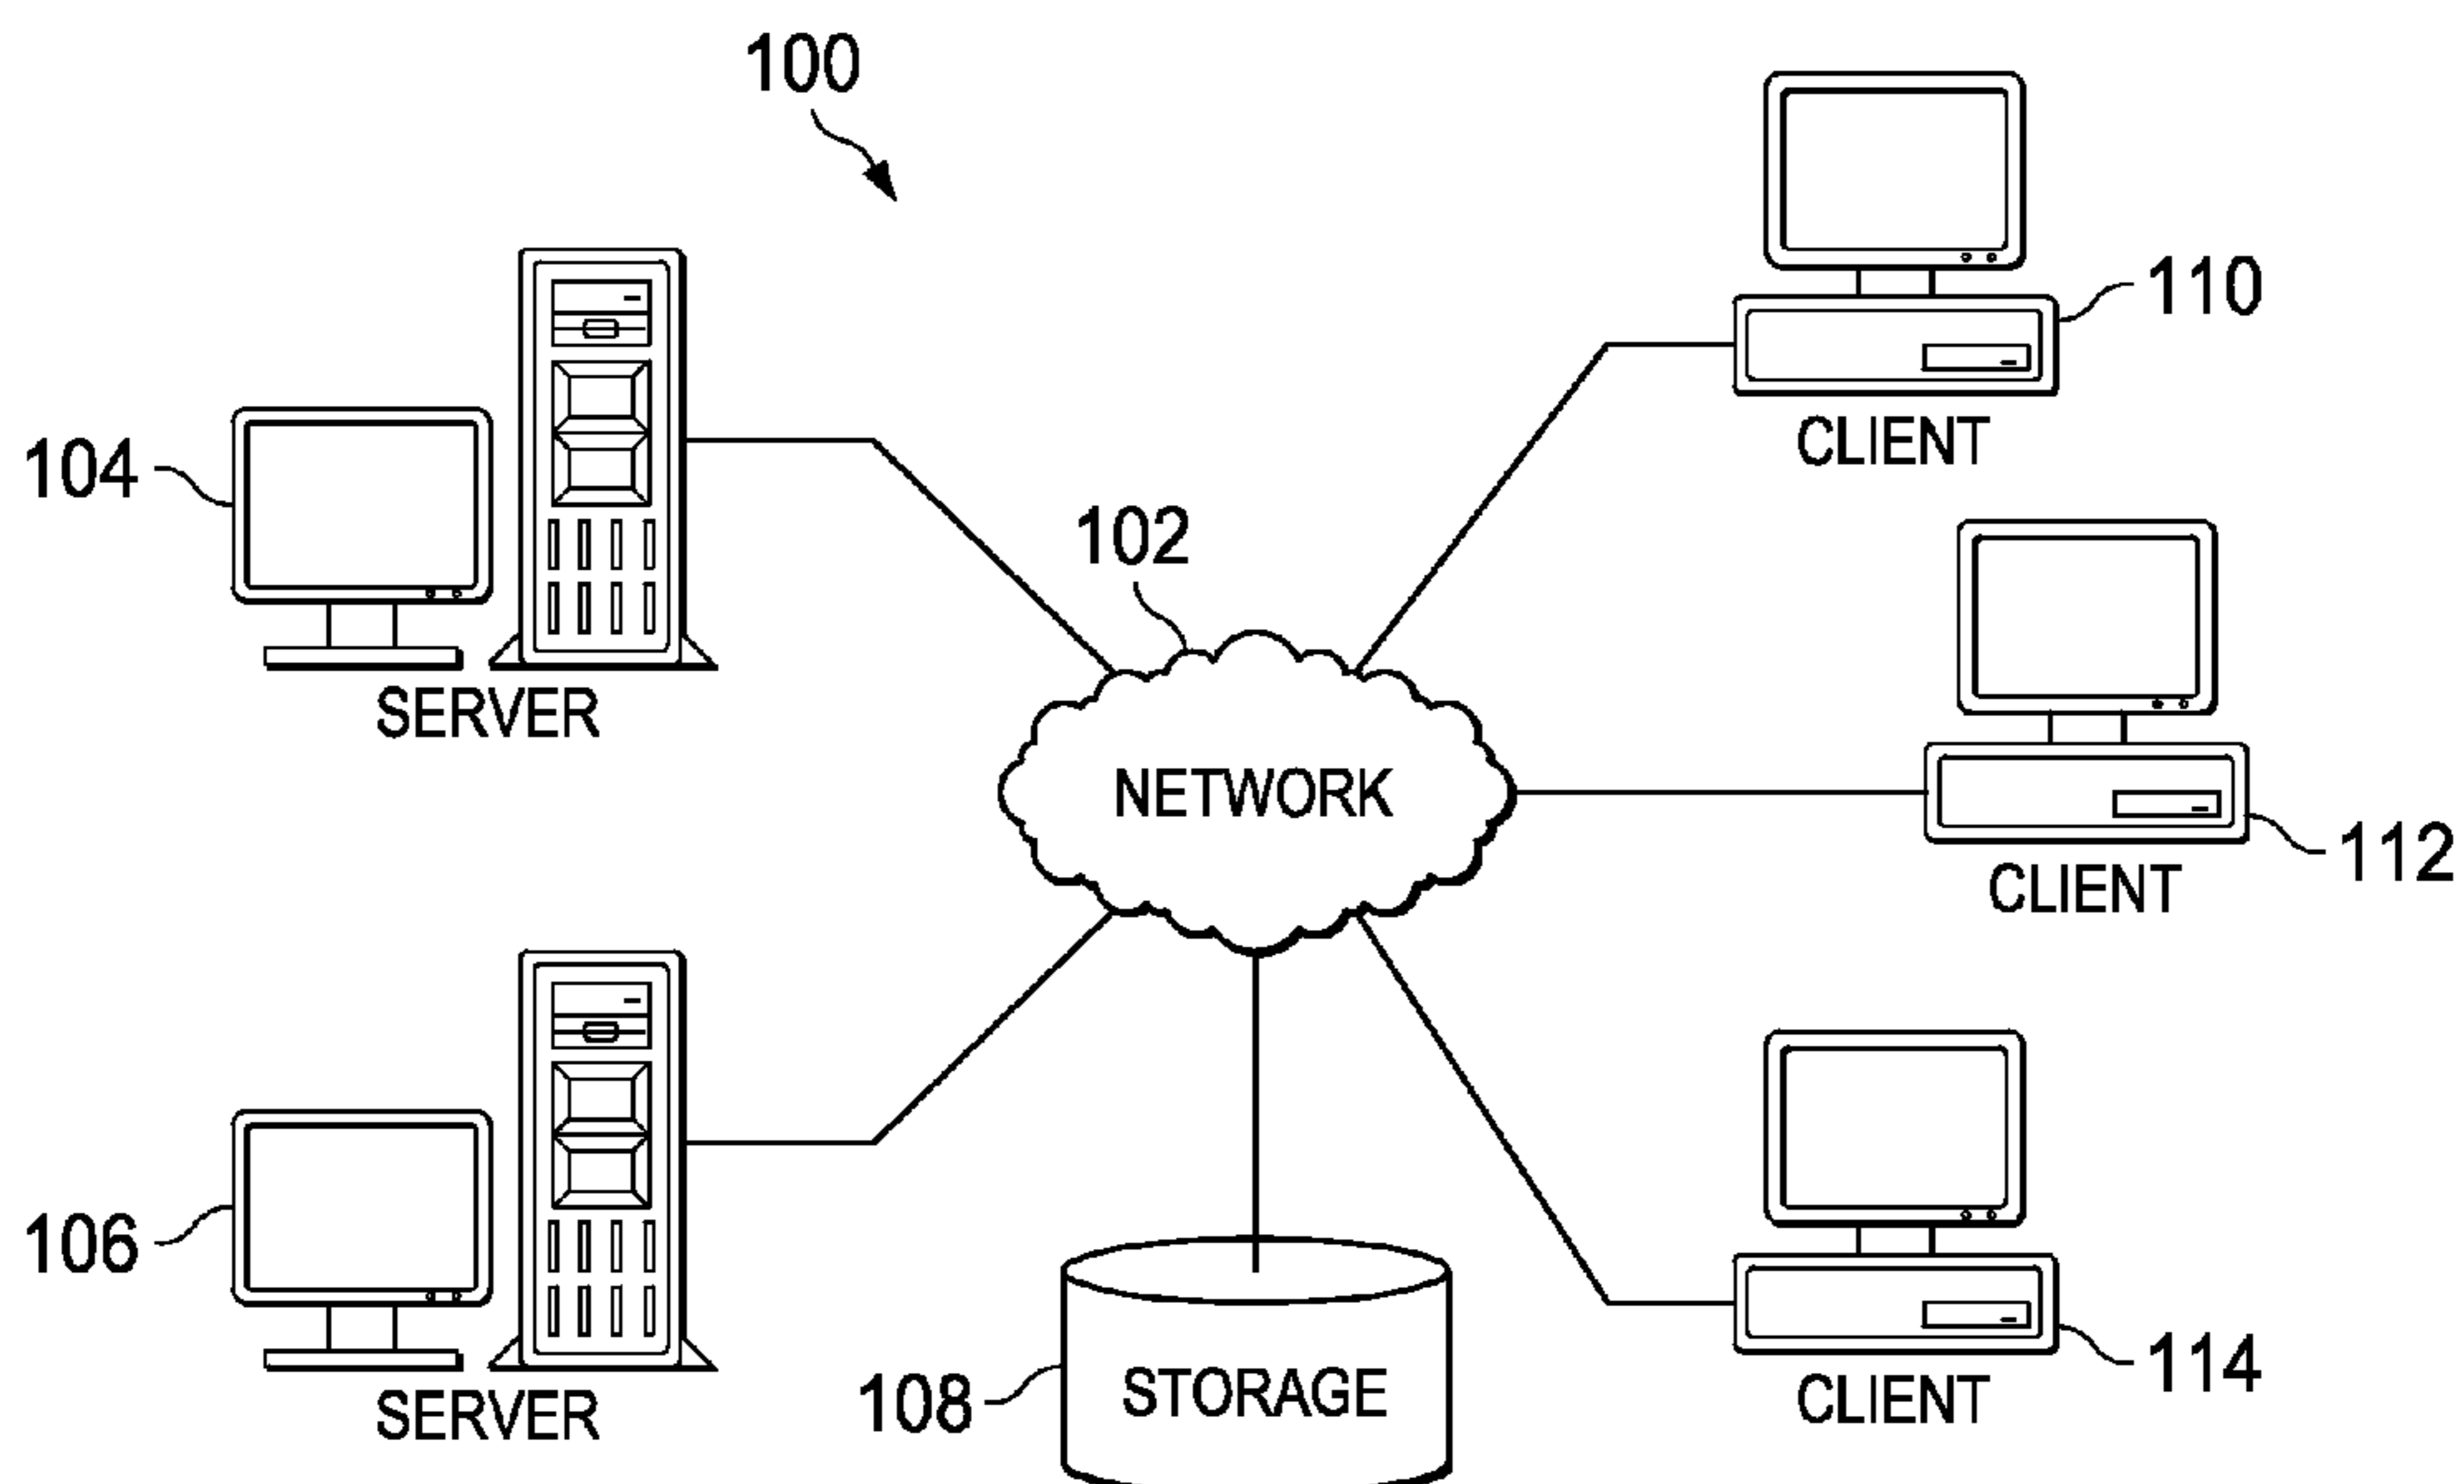 100
110
CLIENT
104
102
SERVER
NETWORK
112
CLIENT
106
SERVER
108
STORAGE
114
CLIENT